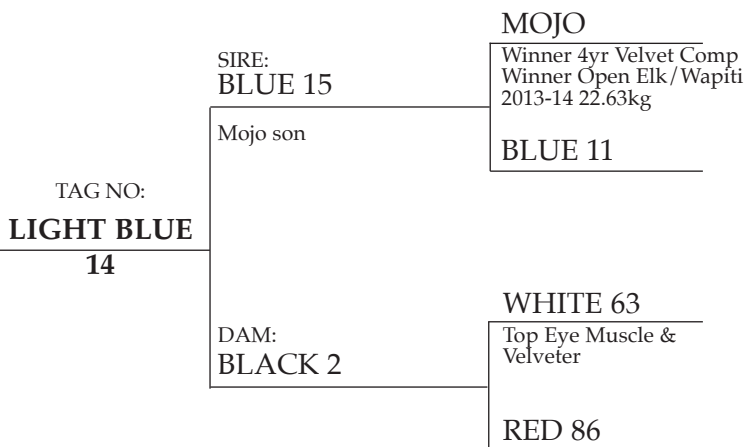 MOJO
Winner 4yr Velvet Comp
Winner Open Elk/Wapiti
2013-14 22.63kg
SIRE:
BLUE 15
Mojo son
BLUE 11
TAG NO:
LIGHT BLUE
14
WHITE 63
Top Eye Muscle &
Velveter
DAM:
BLACK 2
RED 86